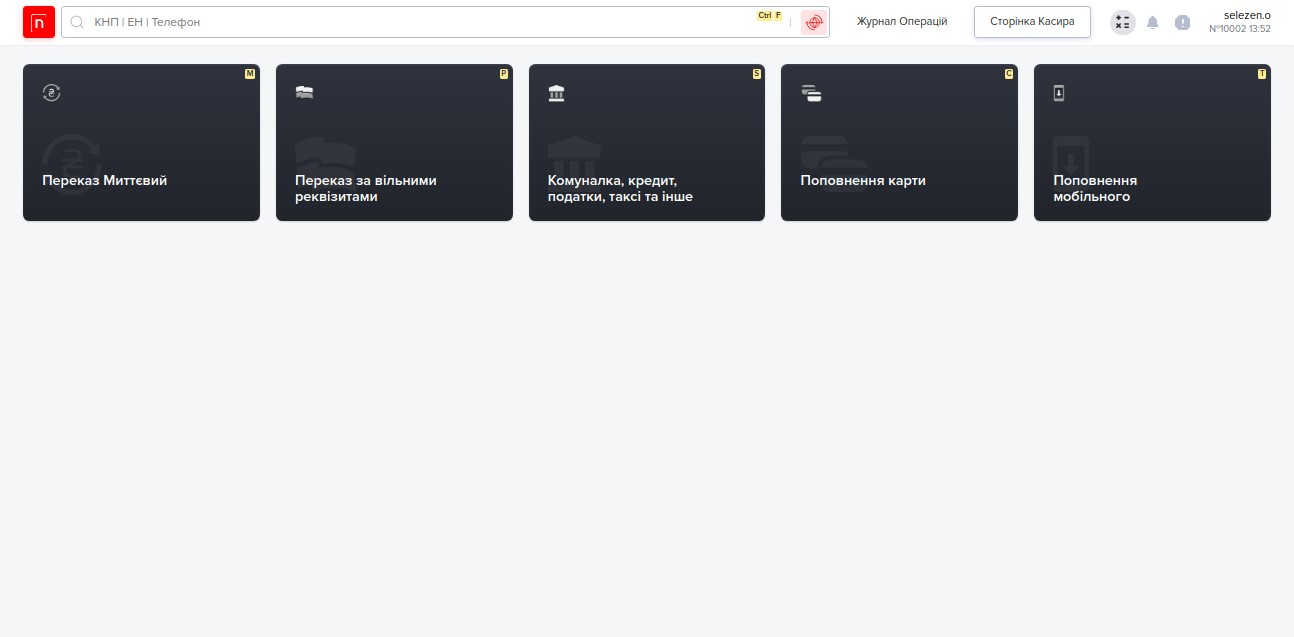 n
КНП | ЕН | Телефон
Ctrl F
Журнал Операцій
Сторінка Касира
selezen.o
№10002 13:52
M
Переказ Миттєвий
P
Переказ за вільними
реквізитами
S
Комуналка, кредит,
податки, таксі та інше
C
Поповнення карти
T
Поповнення
мобільного